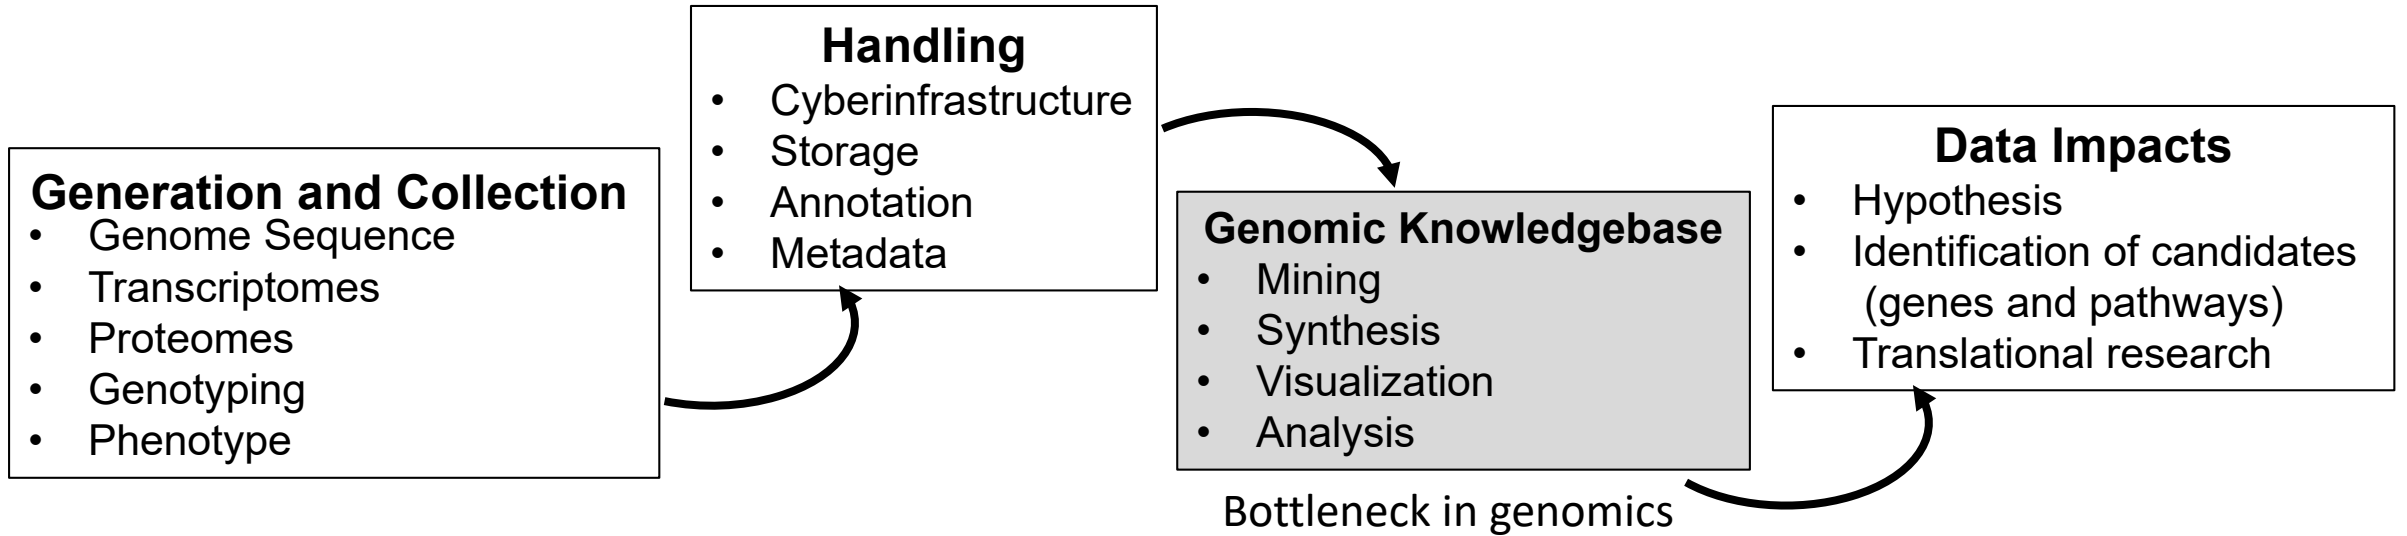 Generation and Collection
• Genome Sequence
• Transcriptomes
• Proteomes
• Genotyping
• Phenotype
Handling
• Cyberinfrastructure
• Storage
• Annotation
• Metadata
Genomic Knowledgebase
• Mining
• Synthesis
• Visualization
• Analysis
Bottleneck in genomics
Data Impacts
• Hypothesis
• Identification of candidates
(genes and pathways)
• Translational research